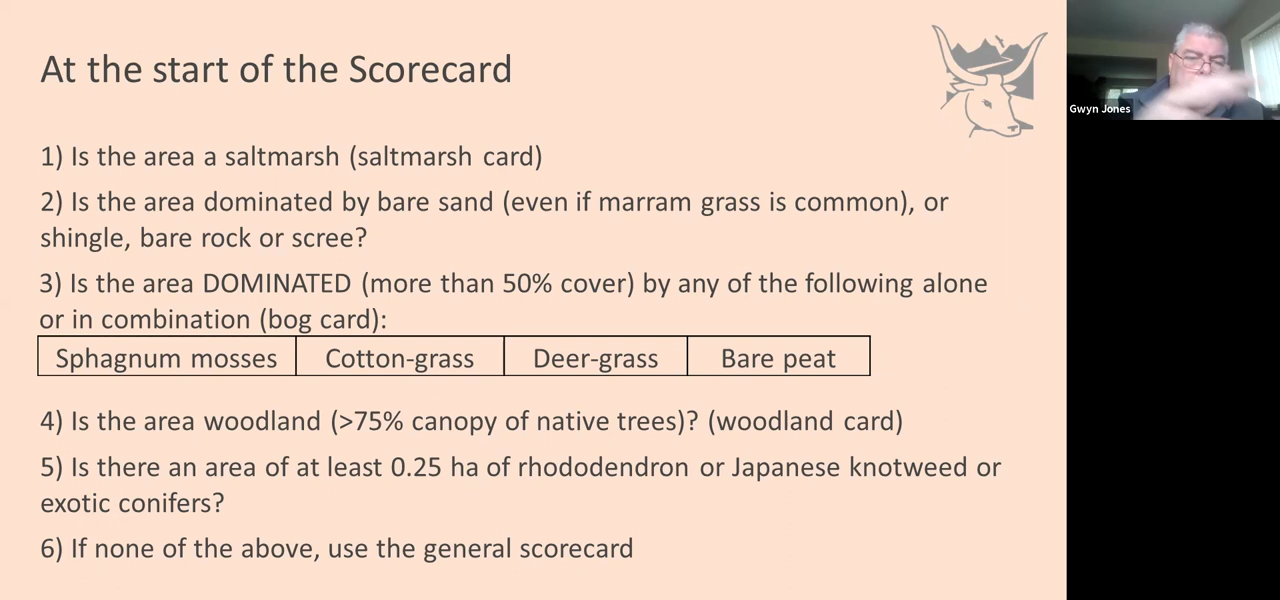 At the start of the Scorecard
Gwyn Jones
1) Is the area a saltmarsh (saltmarsh card)
2) Is the area dominated by bare sand (even if marram grass is common), or
shingle, bare rock or scree?
3) Is the area DOMINATED (more than 50% cover) by any of the following alone
or in combination (bog card):
Sphagnum mosses Cotton-grass Deer-grass Bare peat
4) Is the area woodland (>75% canopy of native trees)? (woodland card)
5) Is there an area of at least 0.25 ha of rhododendron or Japanese knotweed or
exotic conifers?
6) If none of the above, use the general scorecard